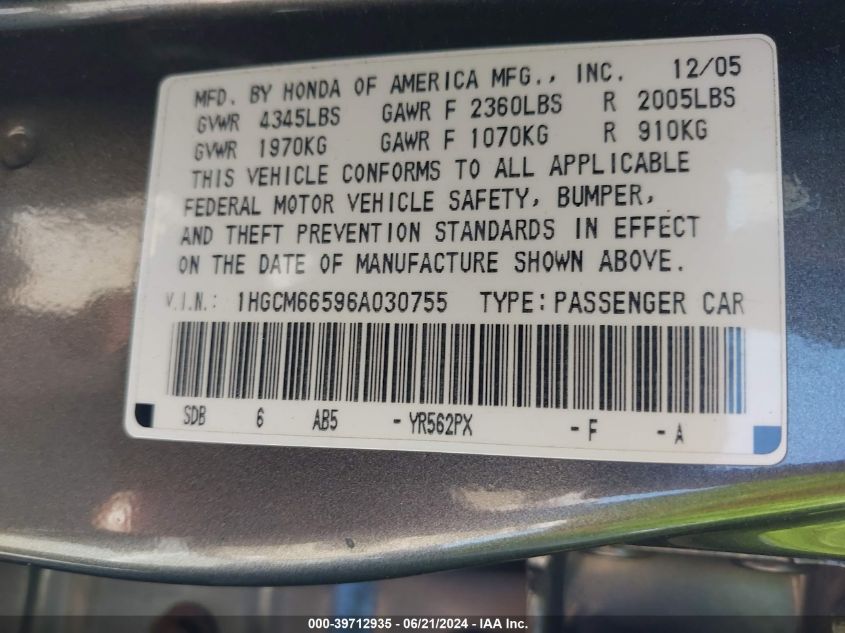 MFD. BY HONDA OF AMERICA MFG., INC. 12/05
GVWR 4345LBS GAWR F 2360LBS R 2005LBS
GVWR 1970KG GAWR F 1070KG R 910KG
THIS VEHICLE CONFORMS TO ALL APPLICABLE
FEDERAL MOTOR VEHICLE SAFETY, BUMPER,
AND THEFT PREVENTION STANDARDS IN EFFECT
ON THE DATE OF MANUFACTURE SHOWN ABOVE.
V.I.N.: 1HGCM66596A030755 TYPE: PASSENGER CAR
SDB 6 AB5 - YR562PX - F - A
000-39712935 - 06/21/2024 - IAA Inc.